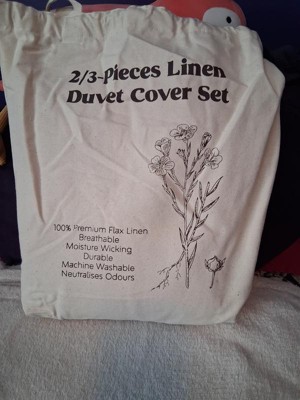 2/3-Pieces Linen
Duvet Cover Set
100% Premium Flax Linen
Breathable
Moisture Wicking
Durable
Machine Washable
Neutralises Odours